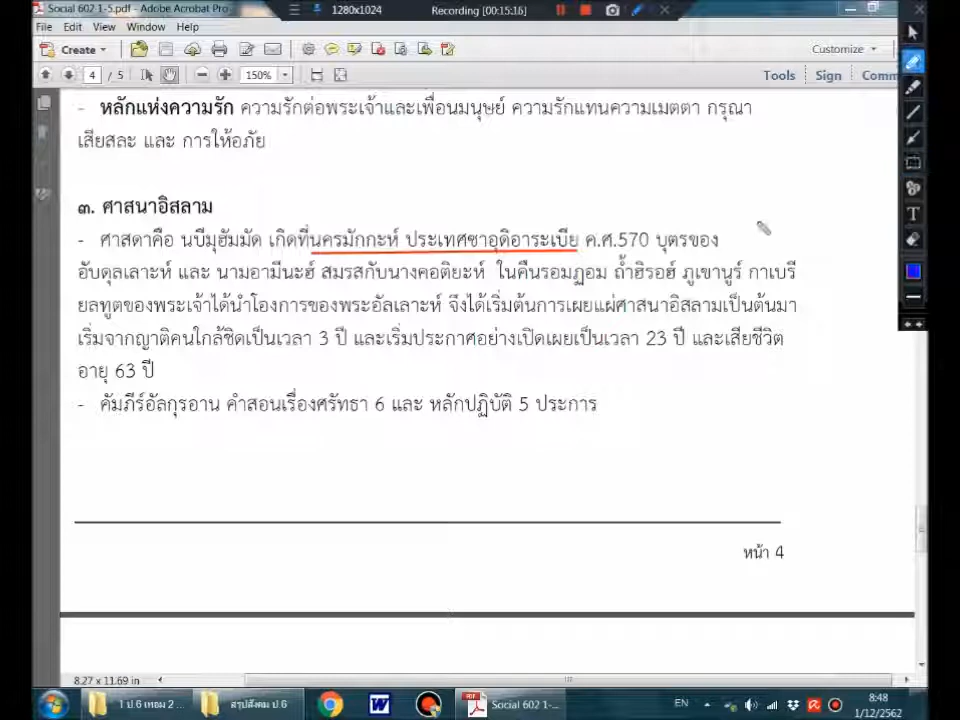 Social 602 1-5.pdf - Adobe Acrobat Pro
1280x1024
Recording [00:15:16]
File Edit View Window Help
Create
Customize
4 / 5
150%
Tools Sign Comm
- หลักแห่งความรัก ความรักต่อพระเจ้าและเพื่อนมนุษย์ ความรักแทนความเมตตา กรุณา
เสียสละ และ การให้อภัย
๓. ศาสนาอิสลาม
- ศาสดาคือ นบีมุฮัมมัด เกิดที่นครมักกะห์ ประเทศซาอุดิอาระเบีย ค.ศ.570 บุตรของ
อับดุลเลาะห์ และ นามอามีนะฮ์ สมรสกับนางคอติยะห์ ในคืนรอมฏอม ถ้ำฮิรอฮ์ ภูเขานูร์ กาเบรี
ยลทูตของพระเจ้าได้นำโองการของพระอัลเลาะห์ จึงได้เริ่มต้นการเผยแผ่ศาสนาอิสลามเป็นต้นมา
เริ่มจากญาติคนใกล้ชิดเป็นเวลา 3 ปี และเริ่มประกาศอย่างเปิดเผยเป็นเวลา 23 ปี และเสียชีวิต
อายุ 63 ปี
- คัมภีร์อัลกุรอาน คำสอนเรื่องศรัทธา 6 และ หลักปฏิบัติ 5 ประการ
หน้า 4
8.27 x 11.69 in
1 ป.6 เทอม 2 ...
สรุปสังคม ป.6
Social 602 1-...
EN
8:48
1/12/2562